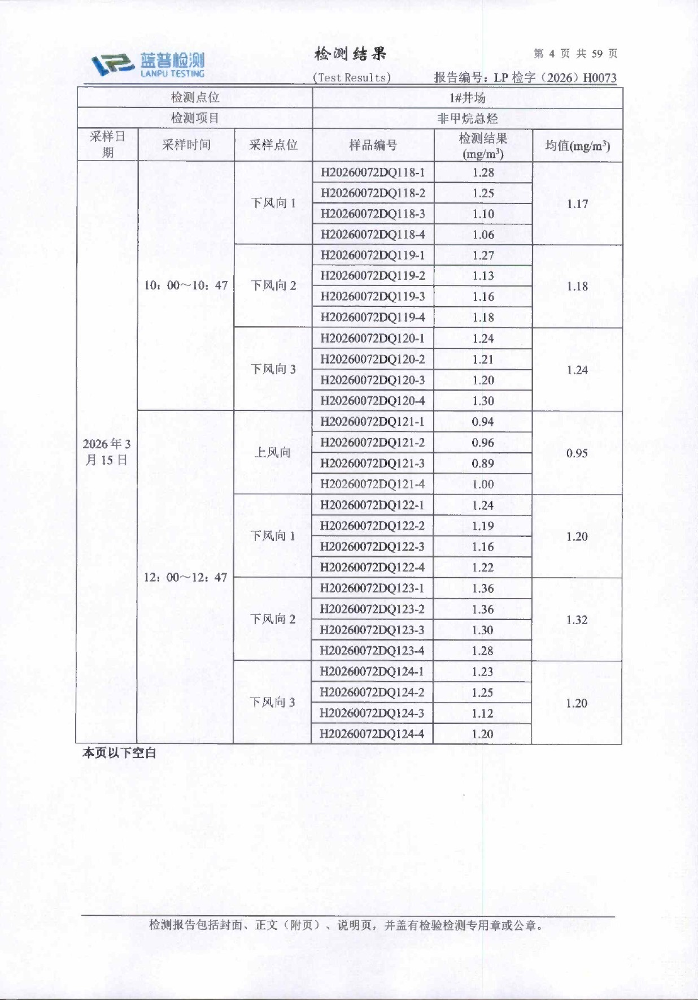 蓝普检测
LANPU TESTING
检测结果
(Test Results)
第 4 页 共 59 页
报告编号：LP 检字（2026）H0073
检测点位 1#井场
检测项目 非甲烷总烃
采样日期 采样时间 采样点位 样品编号 检测结果(mg/m³) 均值(mg/m³)
2026年3月15日
10：00～10：47
下风向 1
H20260072DQ118-1 1.28
H20260072DQ118-2 1.25
H20260072DQ118-3 1.10
H20260072DQ118-4 1.06
1.17
下风向 2
H20260072DQ119-1 1.27
H20260072DQ119-2 1.13
H20260072DQ119-3 1.16
H20260072DQ119-4 1.18
1.18
下风向 3
H20260072DQ120-1 1.24
H20260072DQ120-2 1.21
H20260072DQ120-3 1.20
H20260072DQ120-4 1.30
1.24
12：00～12：47
上风向
H20260072DQ121-1 0.94
H20260072DQ121-2 0.96
H20260072DQ121-3 0.89
H20260072DQ121-4 1.00
0.95
下风向 1
H20260072DQ122-1 1.24
H20260072DQ122-2 1.19
H20260072DQ122-3 1.16
H20260072DQ122-4 1.22
1.20
下风向 2
H20260072DQ123-1 1.36
H20260072DQ123-2 1.36
H20260072DQ123-3 1.30
H20260072DQ123-4 1.28
1.32
下风向 3
H20260072DQ124-1 1.23
H20260072DQ124-2 1.25
H20260072DQ124-3 1.12
H20260072DQ124-4 1.20
1.20
本页以下空白
检测报告包括封面、正文（附页）、说明页，并盖有检验检测专用章或公章。